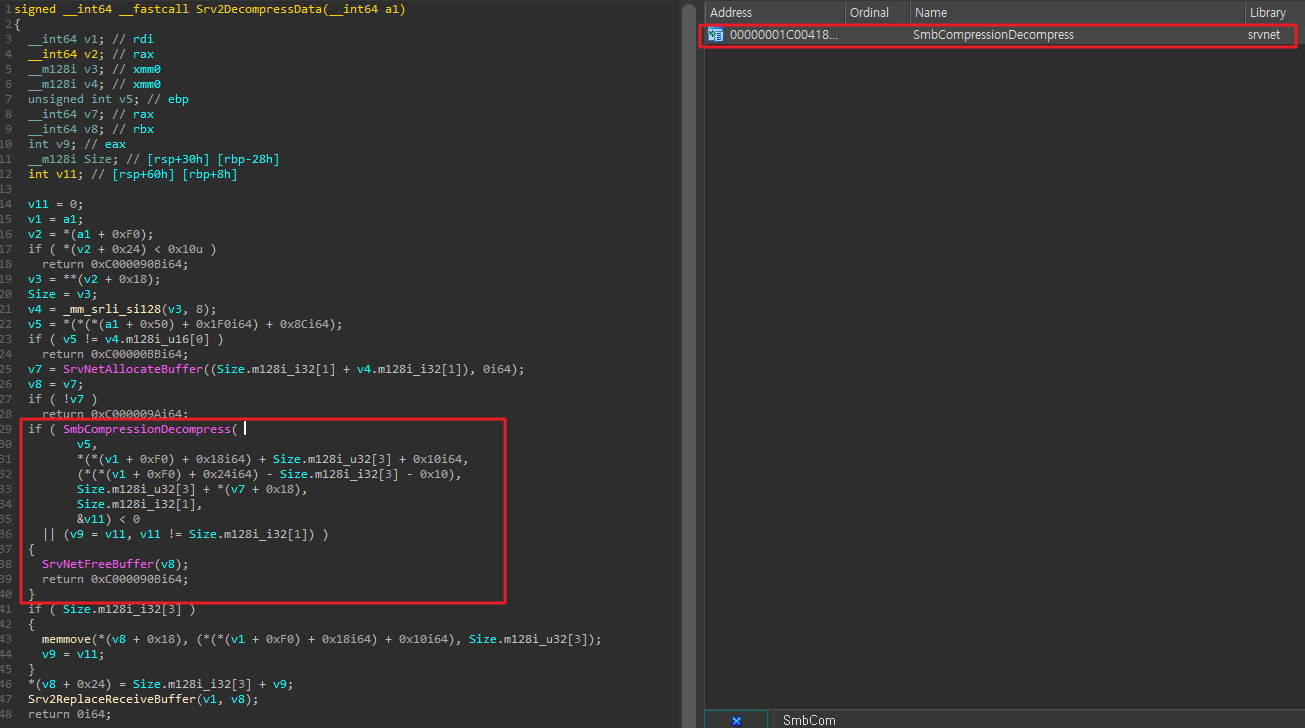 1 signed __int64 __fastcall Srv2DecompressData(__int64 a1)
2 {
3 __int64 v1; // rdi
4 __int64 v2; // rax
5 __m128i v3; // xmm0
6 __m128i v4; // xmm0
7 unsigned int v5; // ebp
8 __int64 v7; // rax
9 __int64 v8; // rbx
10 int v9; // eax
11 __m128i Size; // [rsp+30h] [rbp-28h]
12 int v11; // [rsp+60h] [rbp+8h]
13
14 v11 = 0;
15 v1 = a1;
16 v2 = *(a1 + 0xF0);
17 if ( *(v2 + 0x24) < 0x10u )
18 return 0xC000090Bi64;
19 v3 = **(v2 + 0x18);
20 Size = v3;
21 v4 = _mm_srli_si128(v3, 8);
22 v5 = *(*(*(a1 + 0x50) + 0x1F0i64) + 0x8Ci64);
23 if ( v5 != v4.m128i_u16[0] )
24 return 0xC00000BBi64;
25 v7 = SrvNetAllocateBuffer((Size.m128i_i32[1] + v4.m128i_i32[1]), 0i64);
26 v8 = v7;
27 if ( !v7 )
28 return 0xC000009Ai64;
29 if ( SmbCompressionDecompress(
30 v5,
31 *(*(v1 + 0xF0) + 0x18i64) + Size.m128i_u32[3] + 0x10i64,
32 (*(*(v1 + 0xF0) + 0x24i64) - Size.m128i_i32[3] - 0x10),
33 Size.m128i_u32[3] + *(v7 + 0x18),
34 Size.m128i_i32[1],
35 &v11) < 0
36 || (v9 = v11, v11 != Size.m128i_i32[1]) )
37 {
38 SrvNetFreeBuffer(v8);
39 return 0xC000090Bi64;
40 }
41 if ( Size.m128i_i32[3] )
42 {
43 memmove(*(v8 + 0x18), (*(*(v1 + 0xF0) + 0x18i64) + 0x10i64), Size.m128i_u32[3]);
44 v9 = v11;
45 }
46 *(v8 + 0x24) = Size.m128i_i32[3] + v9;
47 Srv2ReplaceReceiveBuffer(v1, v8);
48 return 0i64;
Address Ordinal Name Library
00000001C00418... SmbCompressionDecompress srvnet
SmbCom